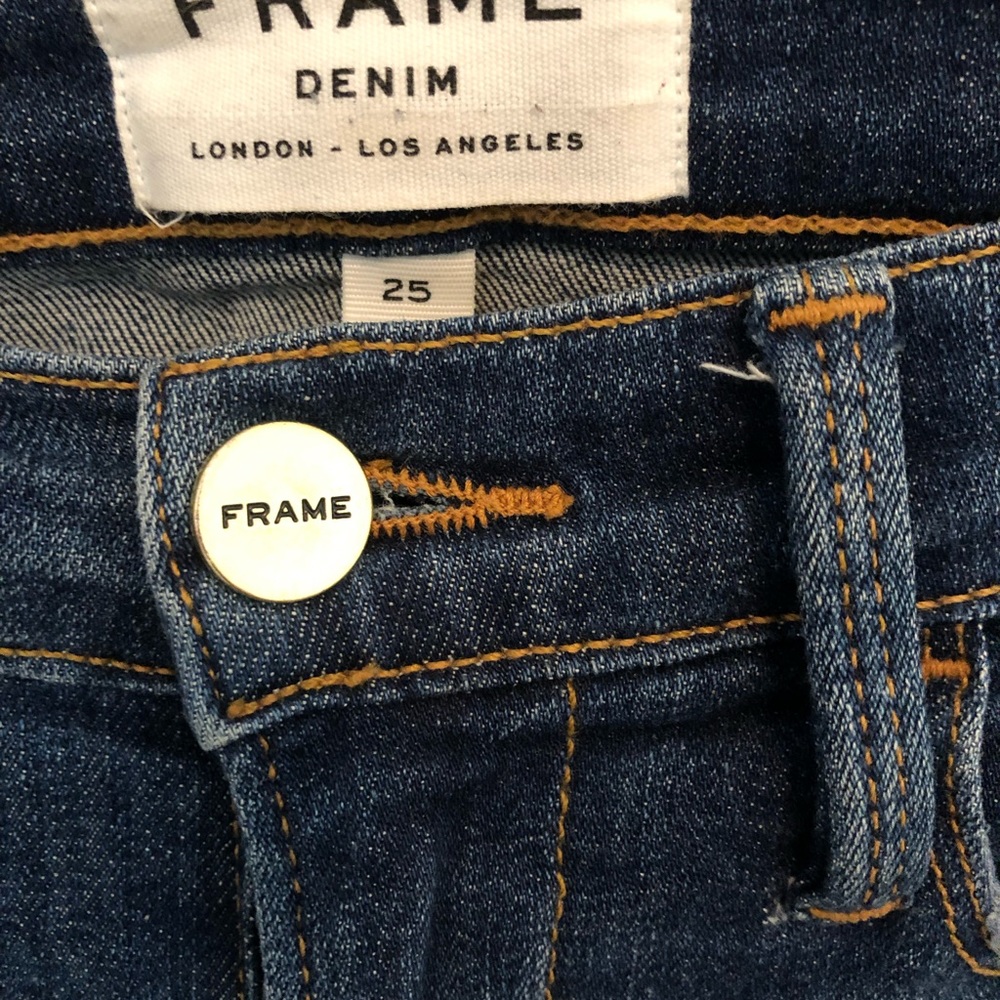 FRAME
DENIM
LONDON - LOS ANGELES
25
FRAME